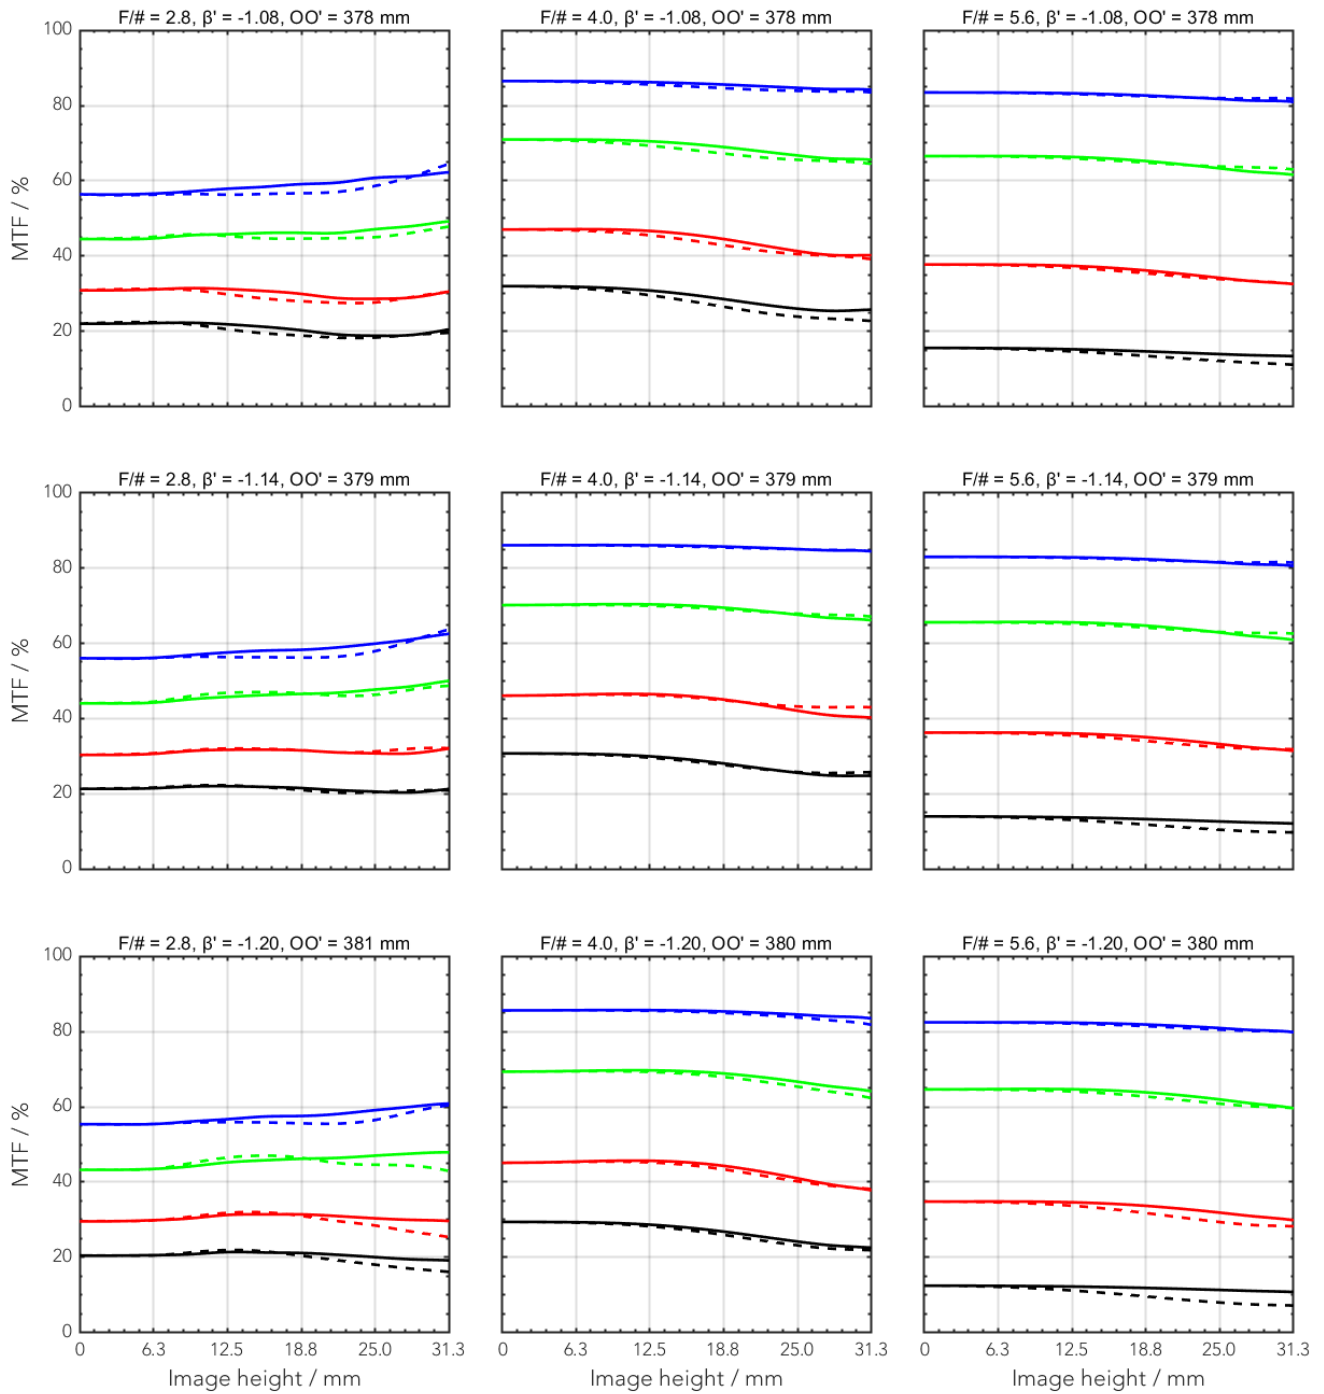 F/# = 2.8, β' = -1.08, OO' = 378 mm
F/# = 4.0, β' = -1.08, OO' = 378 mm
F/# = 5.6, β' = -1.08, OO' = 378 mm
100
80
60
40
20
0
MTF / %
F/# = 2.8, β' = -1.14, OO' = 379 mm
F/# = 4.0, β' = -1.14, OO' = 379 mm
F/# = 5.6, β' = -1.14, OO' = 379 mm
100
80
60
40
20
0
MTF / %
F/# = 2.8, β' = -1.20, OO' = 381 mm
F/# = 4.0, β' = -1.20, OO' = 380 mm
F/# = 5.6, β' = -1.20, OO' = 380 mm
100
80
60
40
20
0
MTF / %
0 6.3 12.5 18.8 25.0 31.3
0 6.3 12.5 18.8 25.0 31.3
0 6.3 12.5 18.8 25.0 31.3
Image height / mm
Image height / mm
Image height / mm